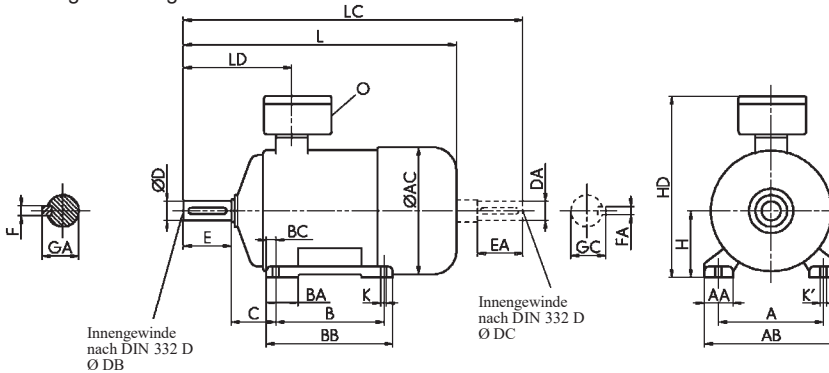 LC
L
LD
O
HD
ØD
ØAC
DA
F
GA
E
BC
EA
GC
FA
H
BA
K
AA
K'
C
B
A
BB
AB
Innengewinde
nach DIN 332 D
Ø DB
Innengewinde
nach DIN 332 D
Ø DC